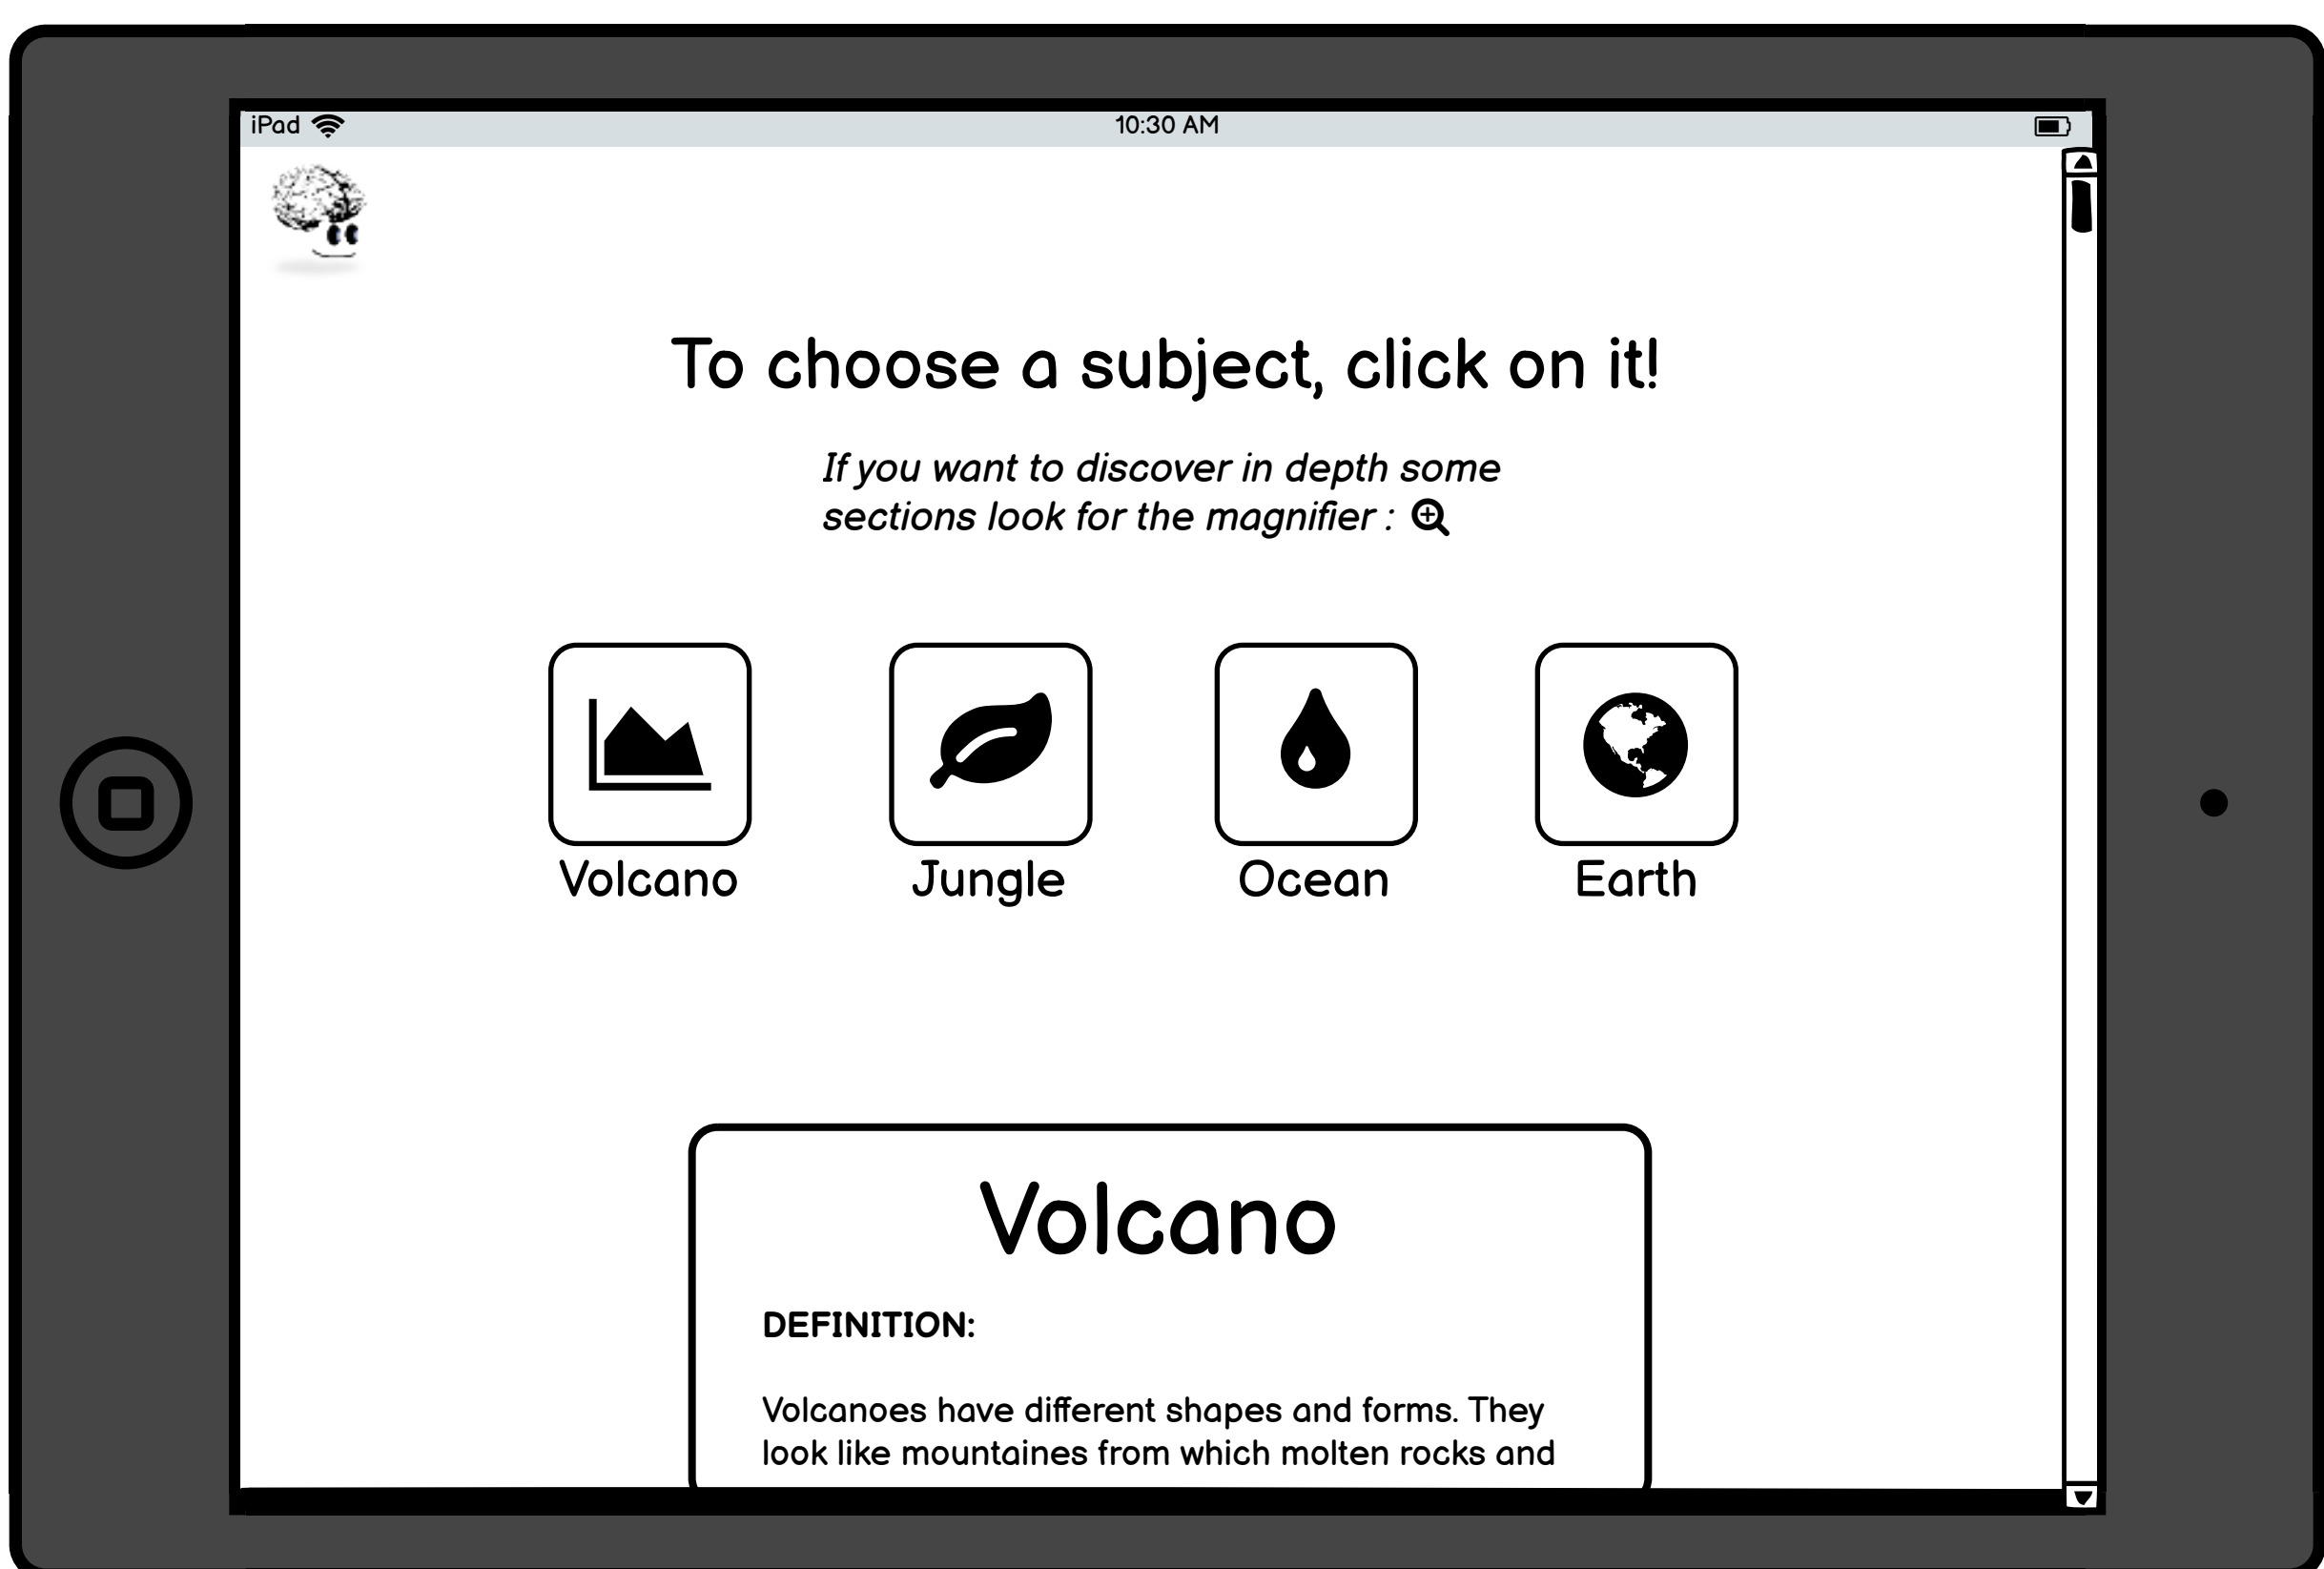 iPad
10:30 AM
To choose a subject, click on it!
If you want to discover in depth some
sections look for the magnifier :
Volcano
Jungle
Ocean
Earth
Volcano
DEFINITION:
Volcanoes have different shapes and forms. They
look like mountaines from which molten rocks and